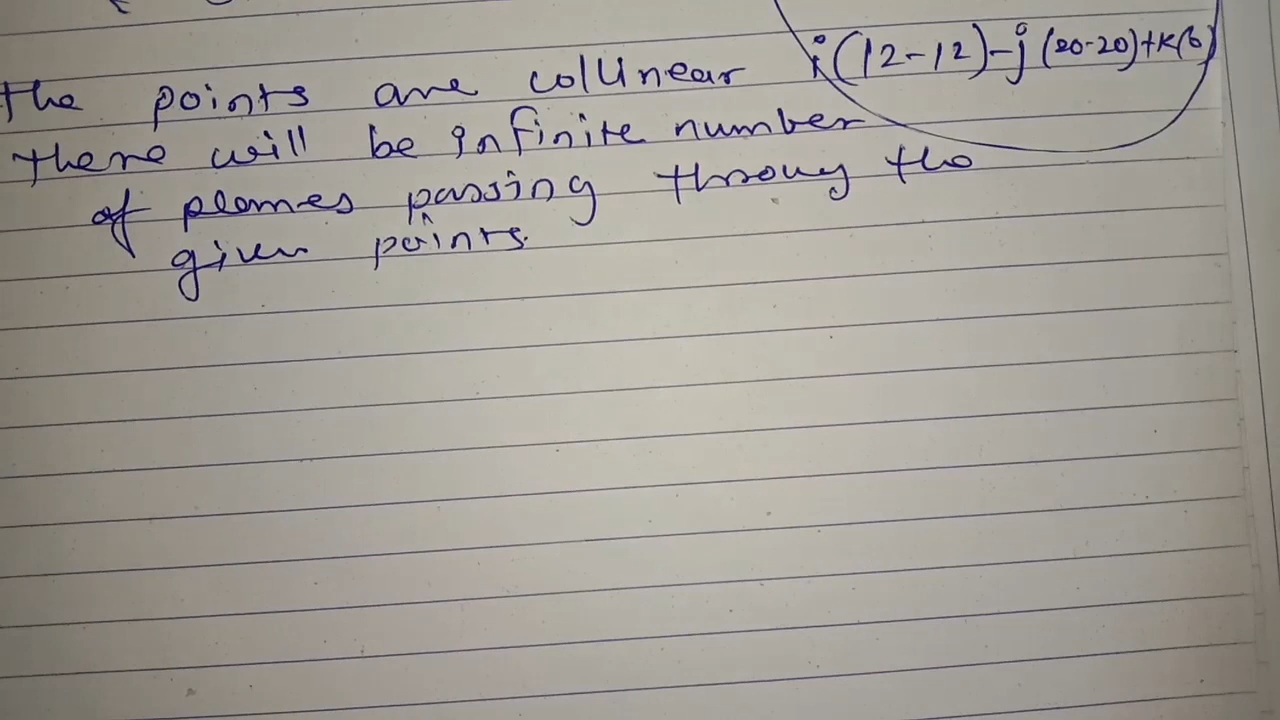 the points are collinear i(12-12)-j(20-20)+k(0)
there will be infinite number
of planes passing throug the
given points.